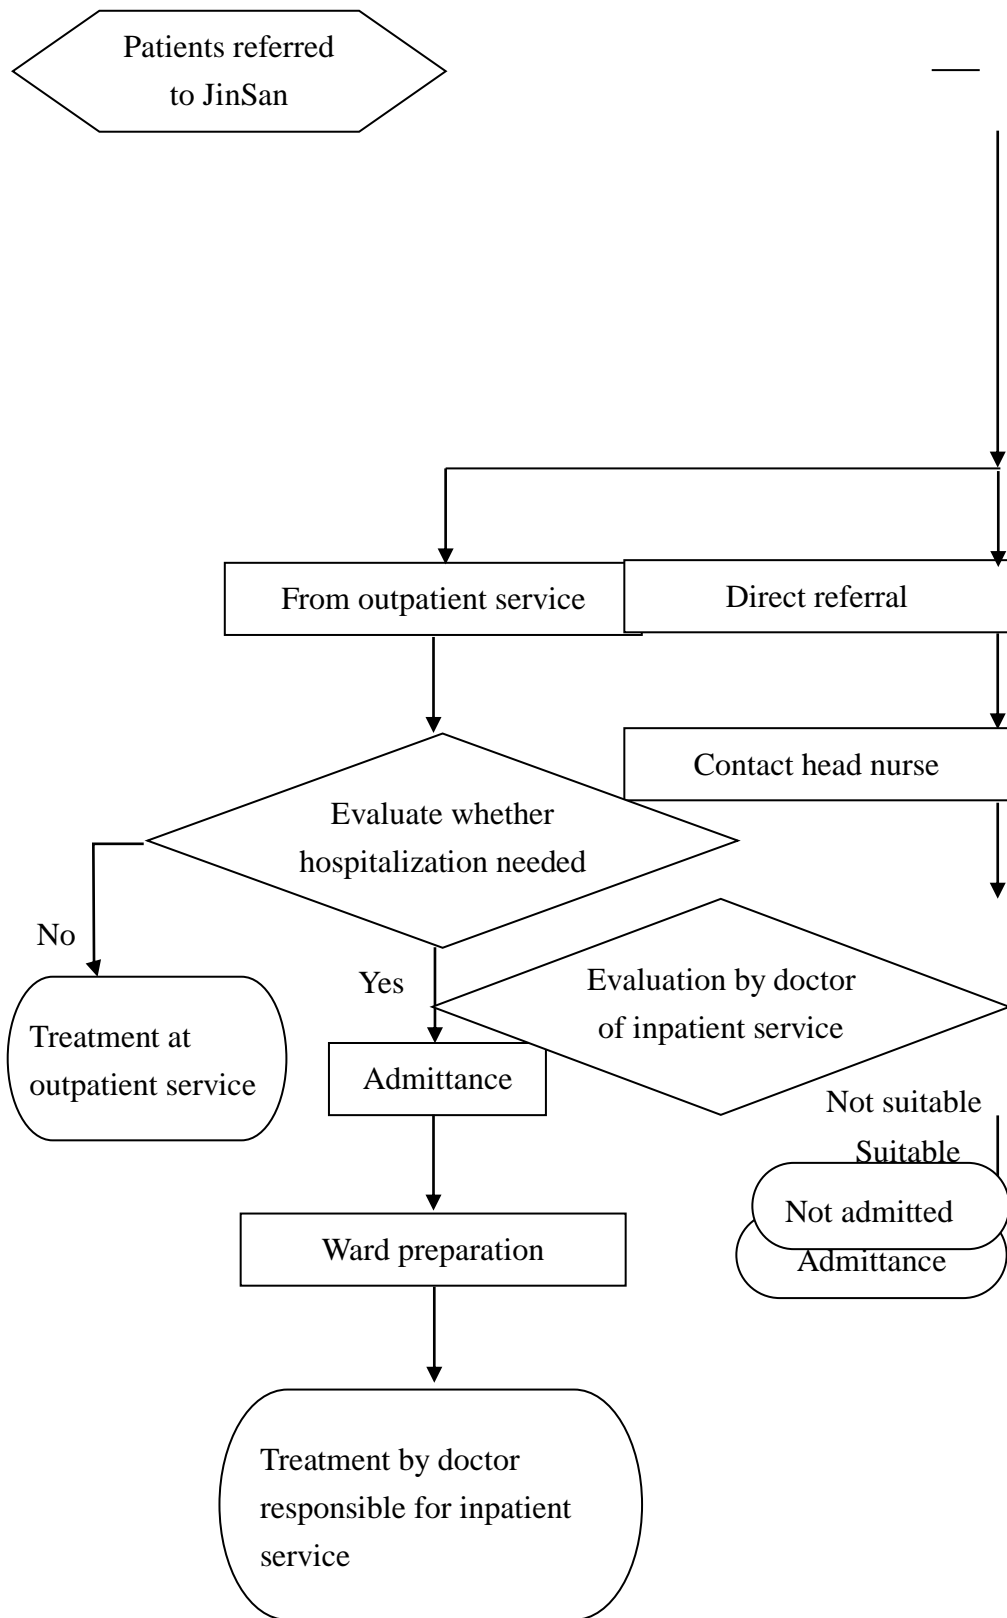 Patients referred
to JinSan
From outpatient service
Direct referral
Contact head nurse
Evaluate whether
hospitalization needed
No
Yes
Evaluation by doctor
of inpatient service
Treatment at
outpatient service
Admittance
Not suitable
Suitable
Not admitted
Admittance
Ward preparation
Treatment by doctor
responsible for inpatient
service